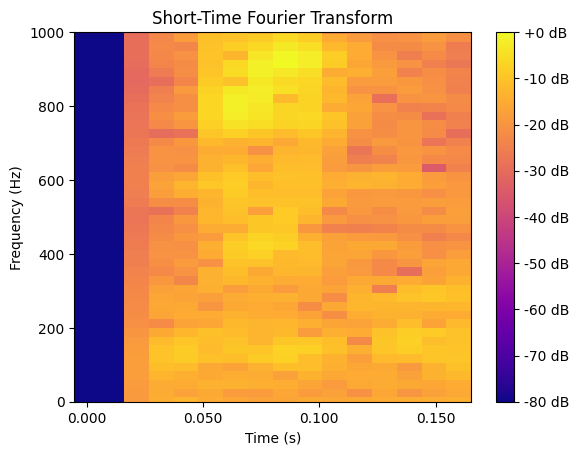 Short-Time Fourier Transform
1000
800
600
400
200
0
Frequency (Hz)
0.000
0.050
0.100
0.150
Time (s)
+0 dB
-10 dB
-20 dB
-30 dB
-40 dB
-50 dB
-60 dB
-70 dB
-80 dB